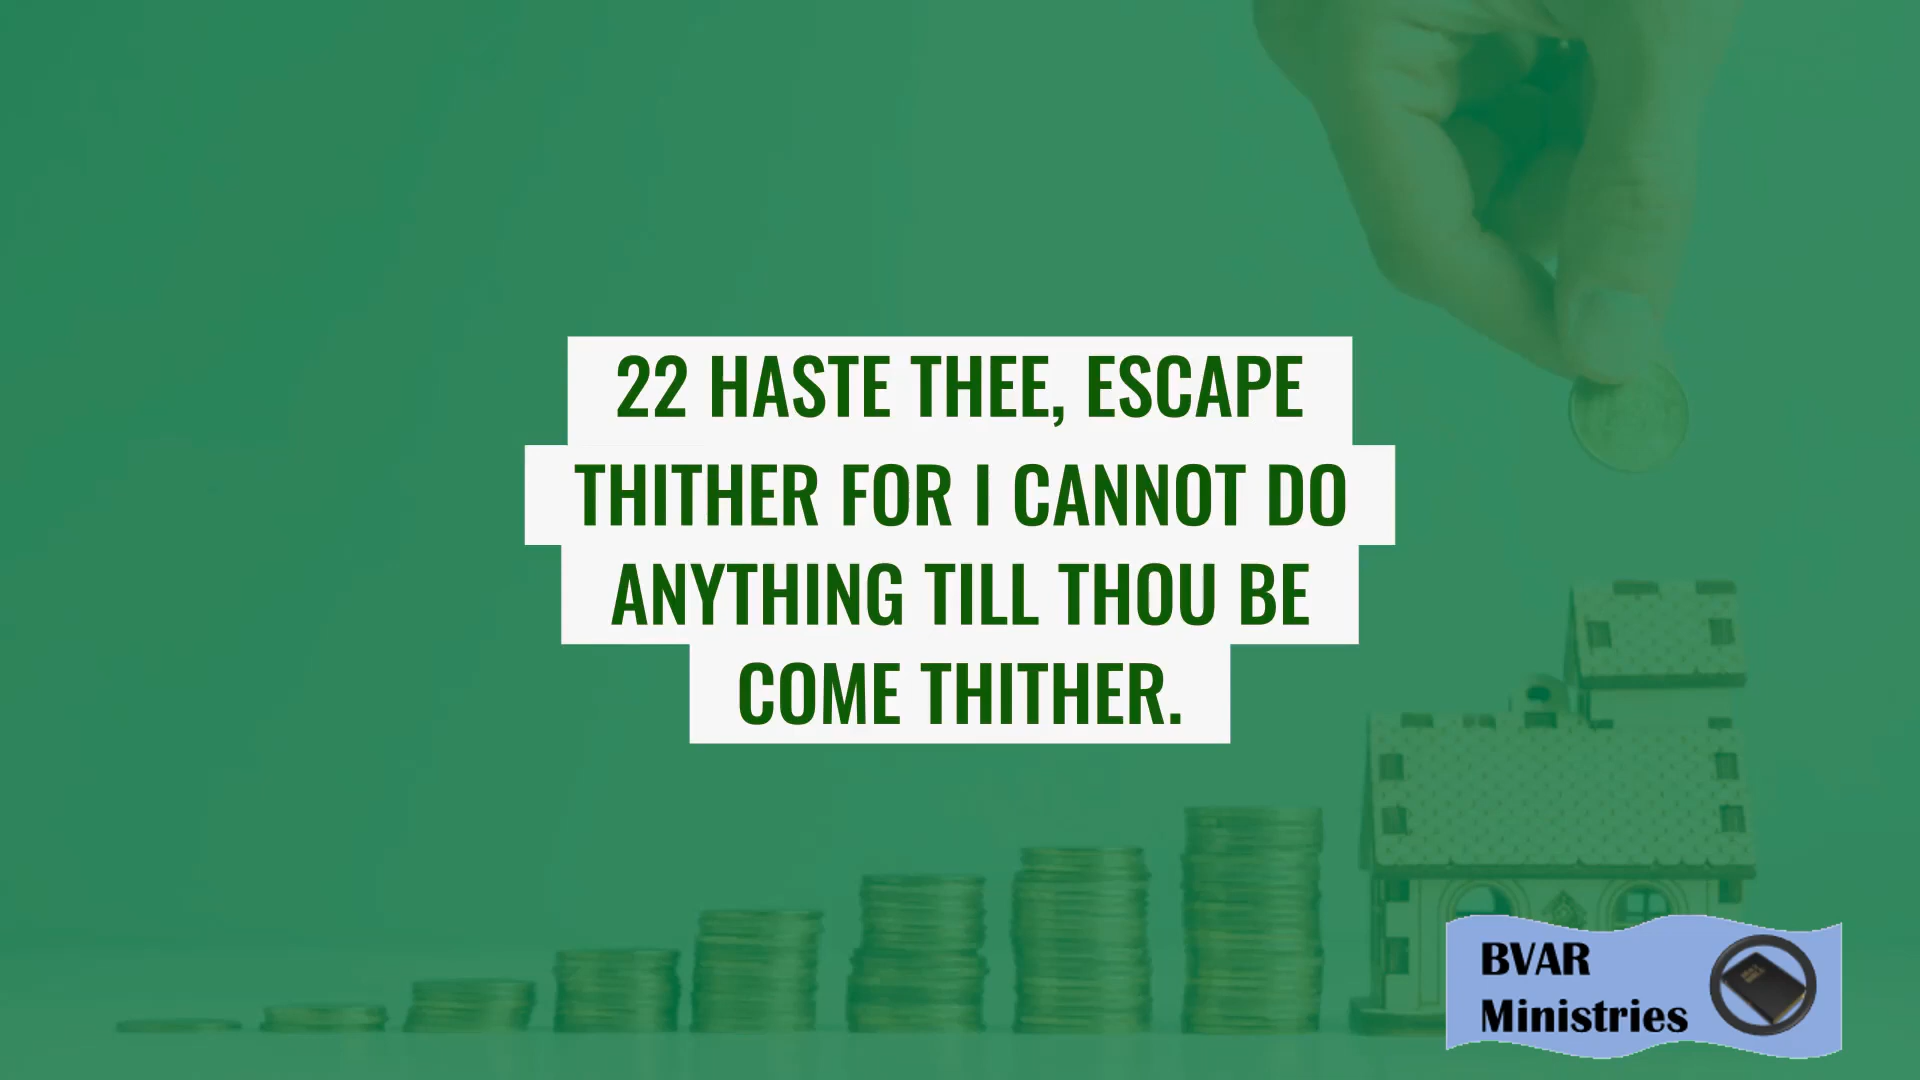 22 HASTE THEE, ESCAPE
THITHER FOR I CANNOT DO
ANYTHING TILL THOU BE
COME THITHER.
BVAR
Ministries